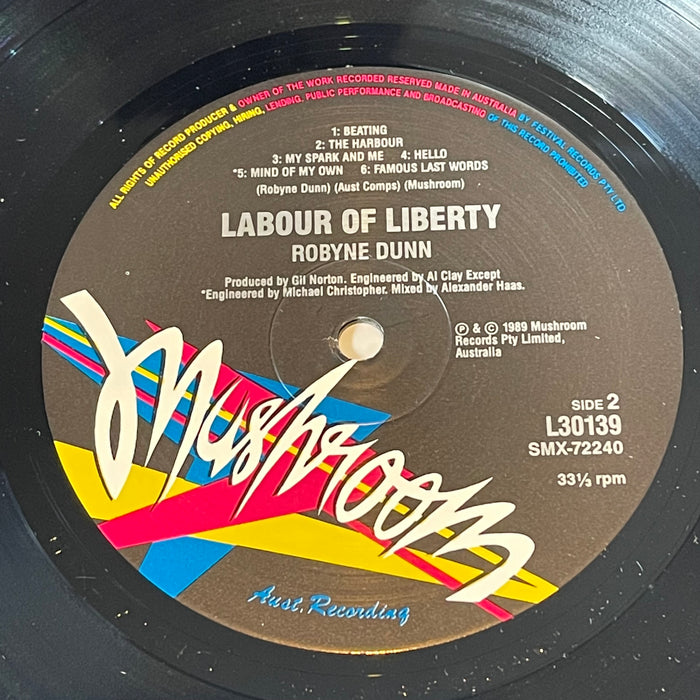 ALL RIGHTS OF RECORD PRODUCER & OWNER OF THE WORK RECORDED RESERVED MADE IN AUSTRALIA BY FESTIVAL RECORDS PTY LTD
UNAUTHORISED COPYING, HIRING, LENDING, PUBLIC PERFORMANCE AND BROADCASTING OF THIS RECORD PROHIBITED
1: BEATING
2: THE HARBOUR
3: MY SPARK AND ME 4: HELLO
*5: MIND OF MY OWN 6: FAMOUS LAST WORDS
(Robyne Dunn) (Aust Comps) (Mushroom)
LABOUR OF LIBERTY
ROBYNE DUNN
Produced by Gil Norton. Engineered by Al Clay Except
*Engineered by Michael Christopher. Mixed by Alexander Haas.
℗ & © 1989 Mushroom
Records Pty Limited,
Australia
SIDE 2
L30139
SMX-72240
33⅓ rpm
Mushroom
Aust. Recording